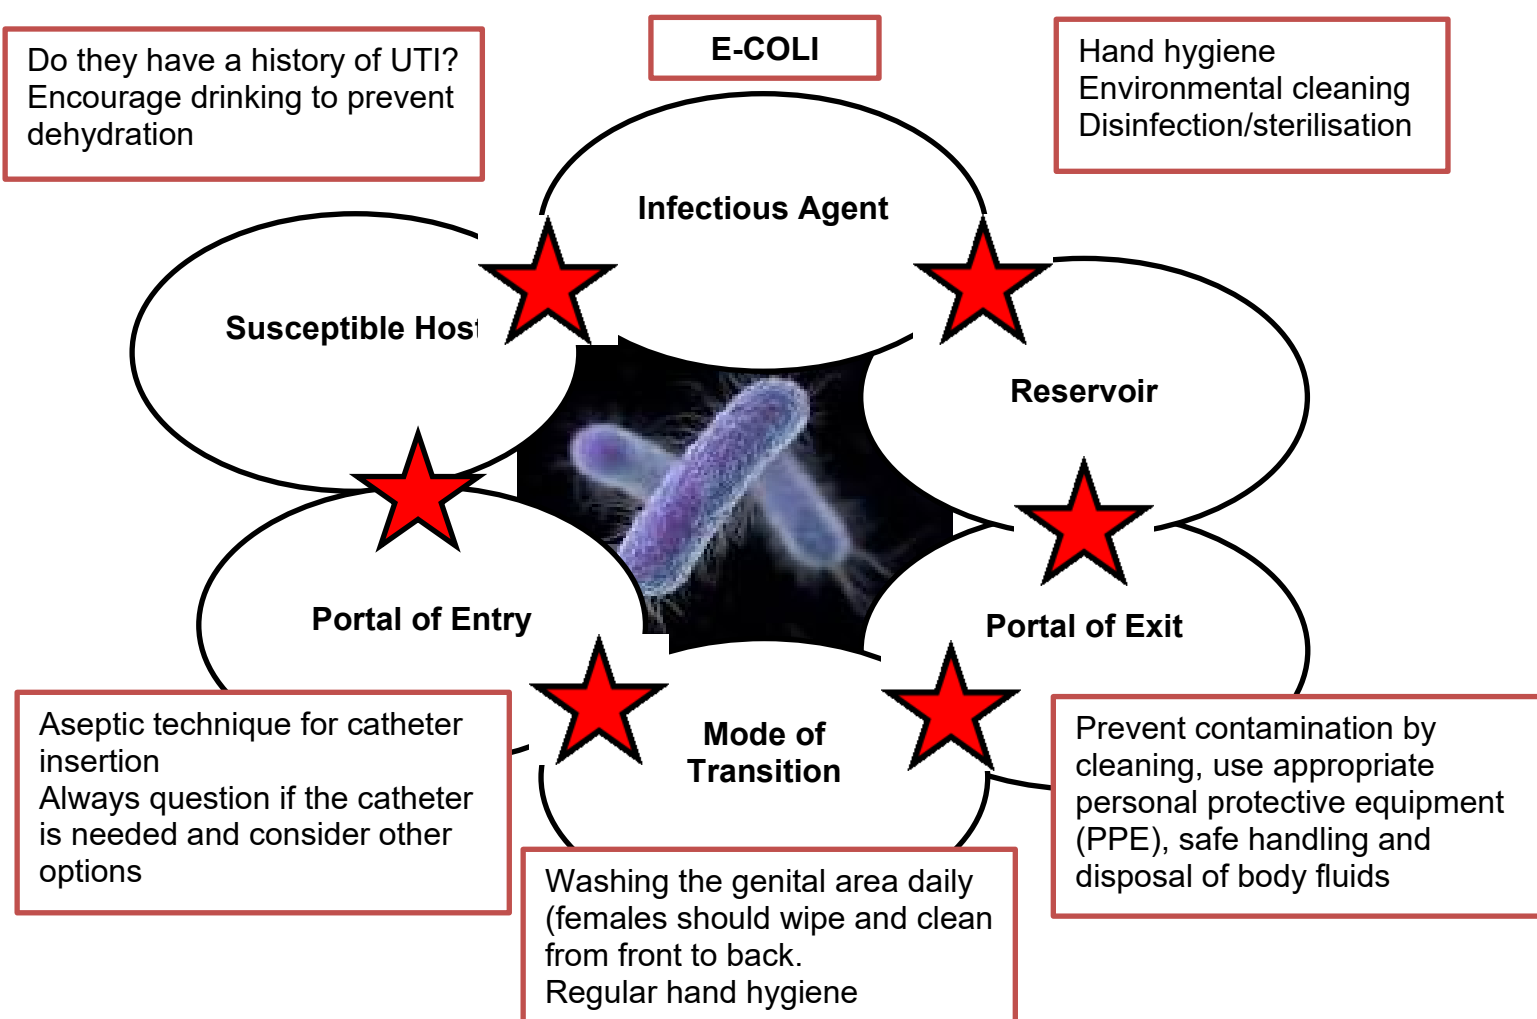 E-COLI
Do they have a history of UTI?
Encourage drinking to prevent
dehydration
Hand hygiene
Environmental cleaning
Disinfection/sterilisation
Infectious Agent
Susceptible Host
Reservoir
Portal of Entry
Portal of Exit
Mode of
Transition
Aseptic technique for catheter
insertion
Always question if the catheter
is needed and consider other
options
Prevent contamination by
cleaning, use appropriate
personal protective equipment
(PPE), safe handling and
disposal of body fluids
Washing the genital area daily
(females should wipe and clean
from front to back.
Regular hand hygiene